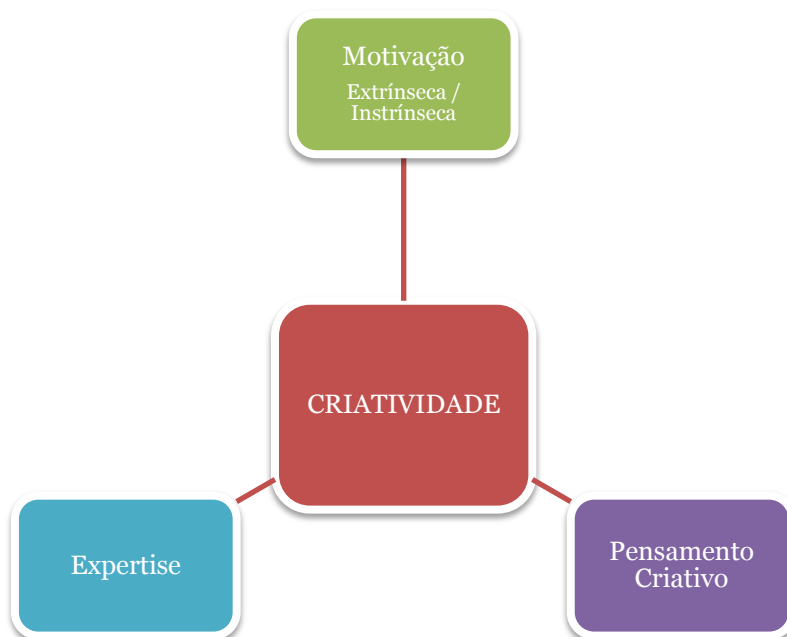 Motivação
Extrínseca /
Instrínseca
CRIATIVIDADE
Expertise
Pensamento
Criativo